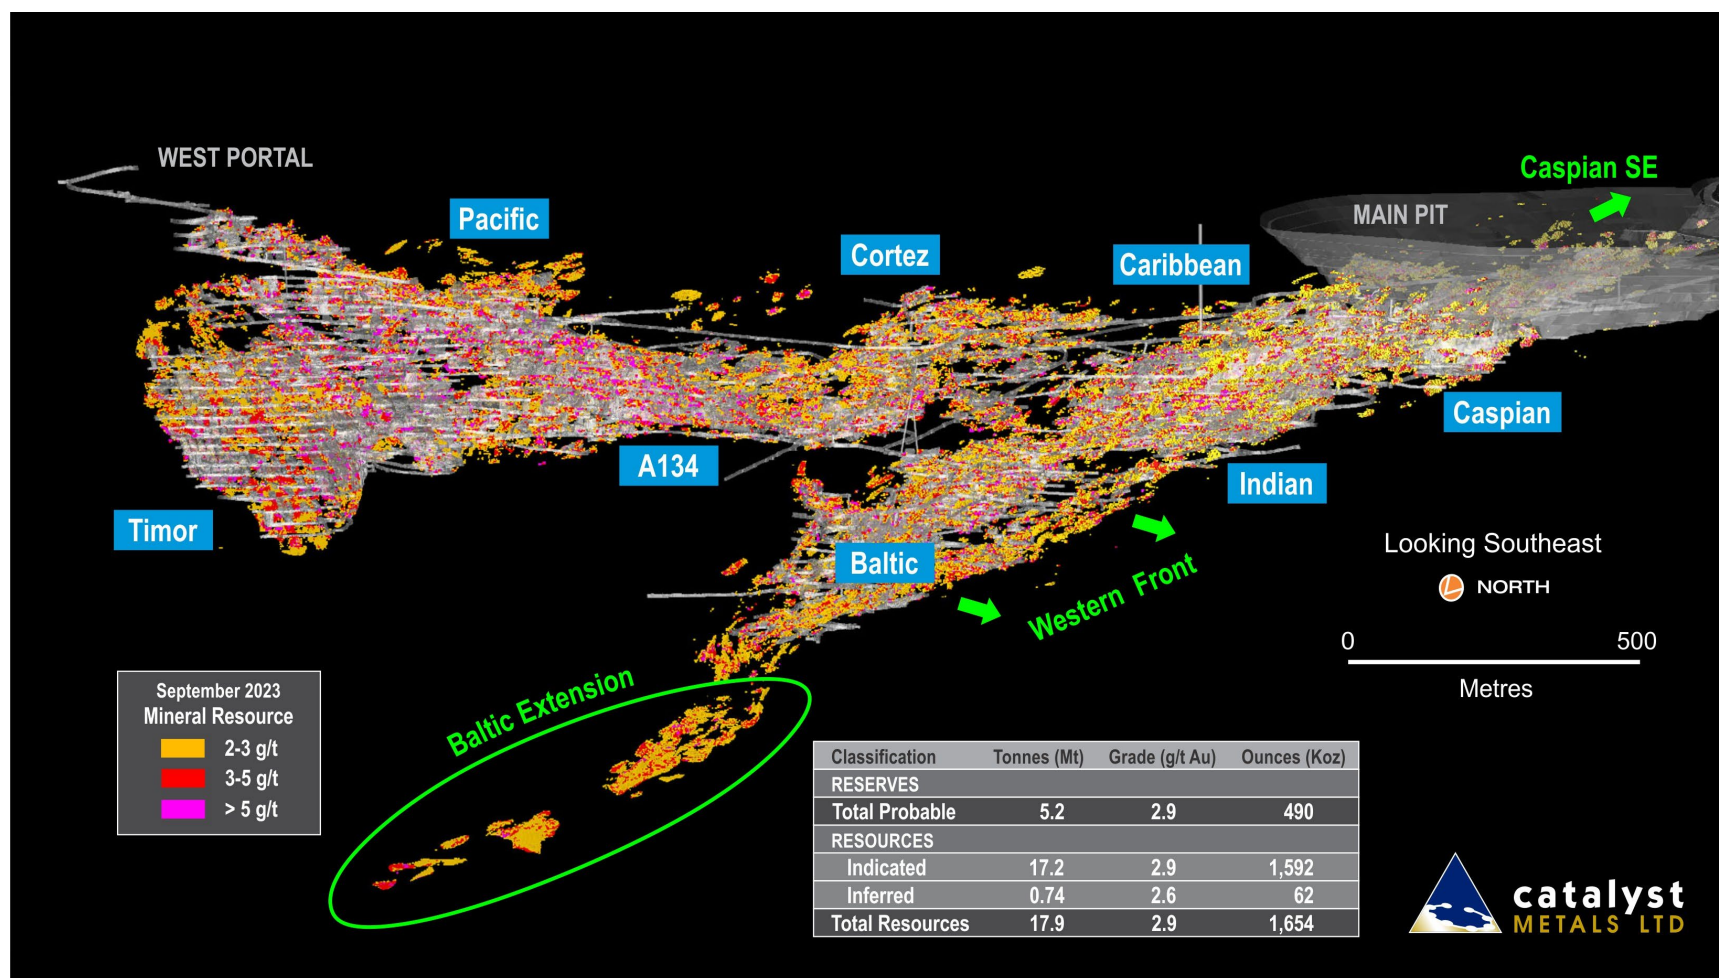 WEST PORTAL
Caspian SE
Pacific
MAIN PIT
Cortez
Caribbean
Caspian
A134
Indian
Timor
Baltic
Looking Southeast
NORTH
Western Front
0 500
Metres
Baltic Extension
September 2023
Mineral Resource
2-3 g/t
3-5 g/t
> 5 g/t
Classification Tonnes (Mt) Grade (g/t Au) Ounces (Koz)
RESERVES
Total Probable 5.2 2.9 490
RESOURCES
Indicated 17.2 2.9 1,592
Inferred 0.74 2.6 62
Total Resources 17.9 2.9 1,654
catalyst
METALS LTD